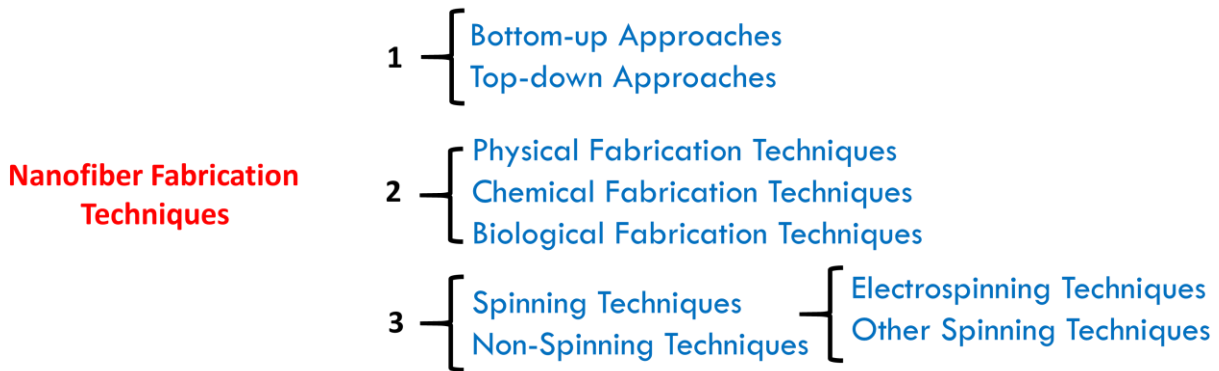 Nanofiber Fabrication
Techniques
1
Bottom-up Approaches
Top-down Approaches
2
Physical Fabrication Techniques
Chemical Fabrication Techniques
Biological Fabrication Techniques
3
Spinning Techniques
Non-Spinning Techniques
Electrospinning Techniques
Other Spinning Techniques